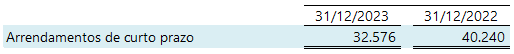 31/12/2023 31/12/2022
Arrendamentos de curto prazo 32.576 40.240